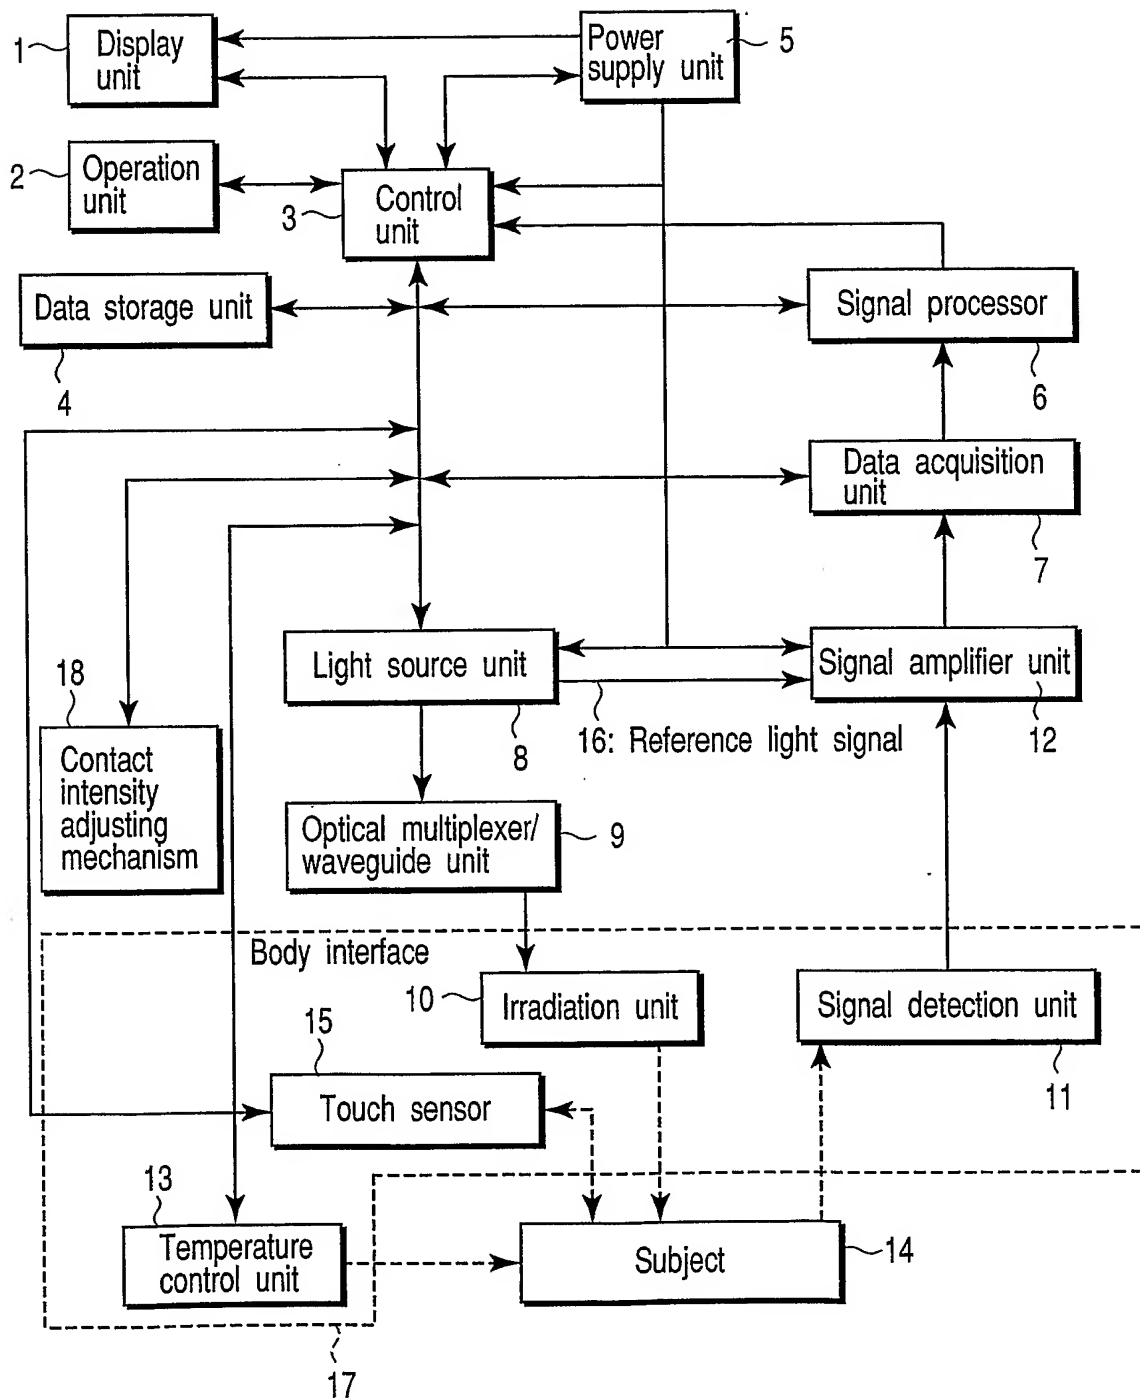 1
Display
unit
Power
supply unit
5
2
Operation
unit
3
Control
unit
Data storage unit
4
Signal processor
6
Data acquisition
unit
7
Light source unit
8
Signal amplifier unit
12
16: Reference light signal
18
Contact
intensity
adjusting
mechanism
Optical multiplexer/
waveguide unit
9
Body interface
10
Irradiation unit
Signal detection unit
11
15
Touch sensor
13
Temperature
control unit
Subject
14
17